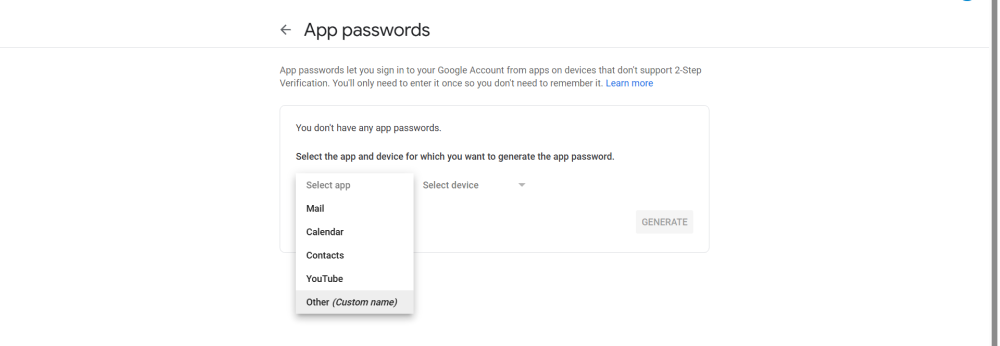 App passwords
App passwords let you sign in to your Google Account from apps on devices that don't support 2-Step
Verification. You'll only need to enter it once so you don't need to remember it. Learn more
You don't have any app passwords.
Select the app and device for which you want to generate the app password.
Select app
Select device
Mail
GENERATE
Calendar
Contacts
YouTube
Other (Custom name)